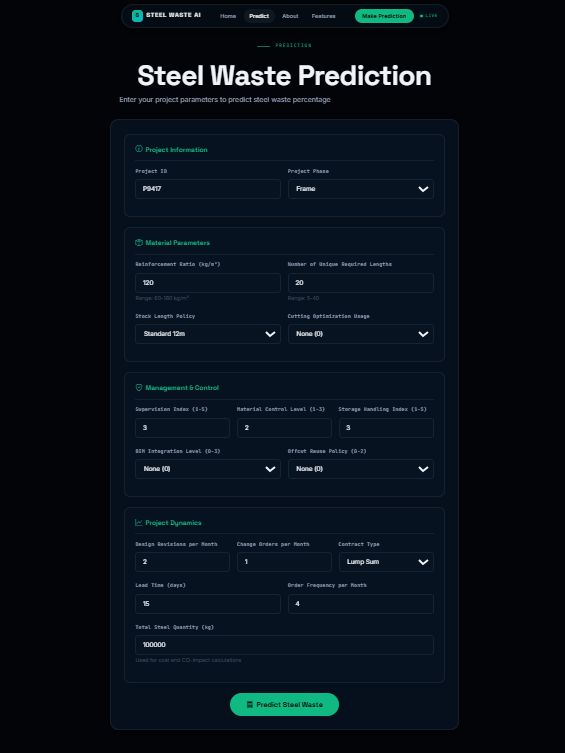 S STEEL WASTE AI Home Predict About Features Make Prediction LIVE
PREDICTION
Steel Waste Prediction
Enter your project parameters to predict steel waste percentage
Project Information
Project ID Project Phase
P9417 Frame
Material Parameters
Reinforcement Ratio (kg/m³) Number of Unique Required Lengths
120 20
Range: 60-180 kg/m³ Range: 5-40
Stock Length Policy Cutting Optimization Usage
Standard 12m None (0)
Management & Control
Supervision Index (1-5) Material Control Level (1-3) Storage Handling Index (1-5)
3 2 3
BIM Integration Level (0-3) Offcut Reuse Policy (0-2)
None (0) None (0)
Project Dynamics
Design Revisions per Month Change Orders per Month Contract Type
2 1 Lump Sum
Lead Time (days) Order Frequency per Month
15 4
Total Steel Quantity (kg)
100000
Used for cost and CO₂ impact calculations
Predict Steel Waste